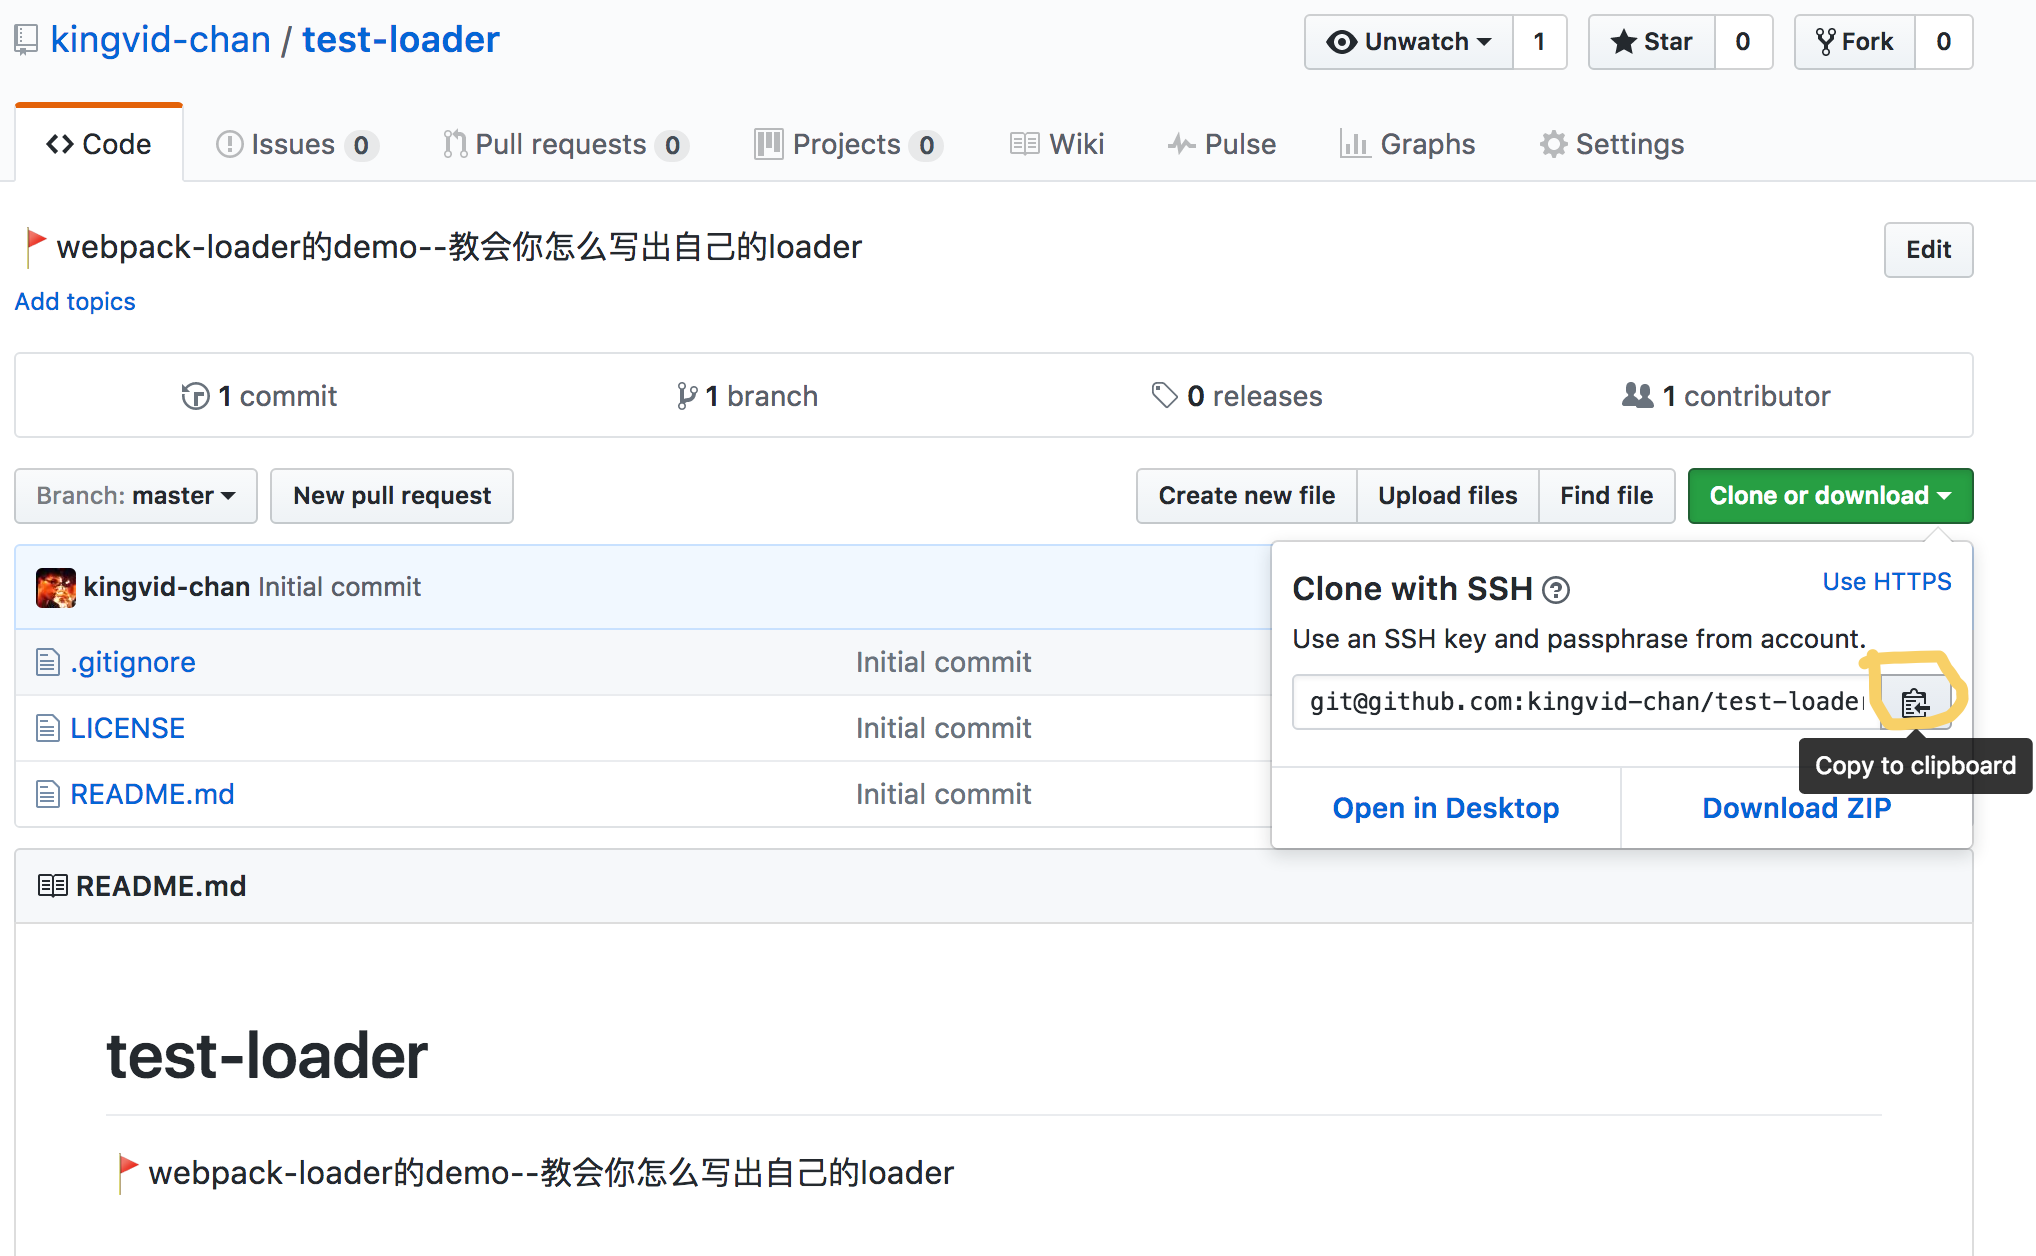 kingvid-chan / test-loader
Unwatch 1 Star 0 Fork 0
Code Issues 0 Pull requests 0 Projects 0 Wiki Pulse Graphs Settings
webpack-loader的demo--教会你怎么写出自己的loader
Edit
Add topics
1 commit 1 branch 0 releases 1 contributor
Branch: master New pull request Create new file Upload files Find file Clone or download
kingvid-chan Initial commit
.gitignore Initial commit
LICENSE Initial commit
README.md Initial commit
Clone with SSH Use HTTPS
Use an SSH key and passphrase from account.
git@github.com:kingvid-chan/test-loader
Copy to clipboard
Open in Desktop Download ZIP
README.md
test-loader
webpack-loader的demo--教会你怎么写出自己的loader